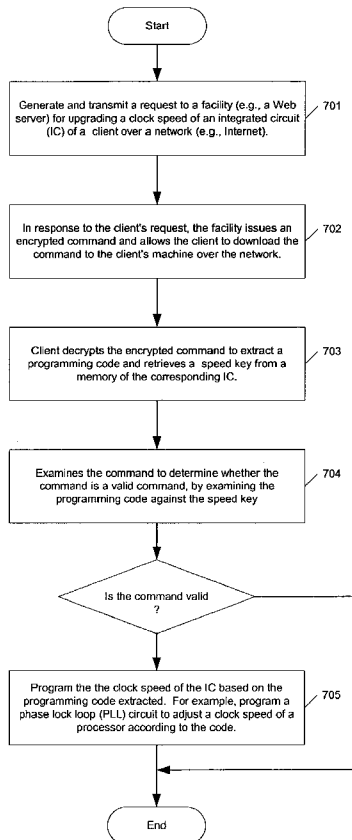 Start
Generate and transmit a request to a facility (e.g., a Web
server) for upgrading a clock speed of an integrated circuit
(IC) of a client over a network (e.g., Internet).
701
In response to the client's request, the facility issues an
encrypted command and allows the client to download the
command to the client's machine over the network.
702
Client decrypts the encrypted command to extract a
programming code and retrieves a speed key from a
memory of the corresponding IC.
703
Examines the command to determine whether the
command is a valid command, by examining the
programming code against the speed key
704
Is the command valid
?
Program the the clock speed of the IC based on the
programming code extracted. For example, program a
phase lock loop (PLL) circuit to adjust a clock speed of a
processor according to the code.
705
End